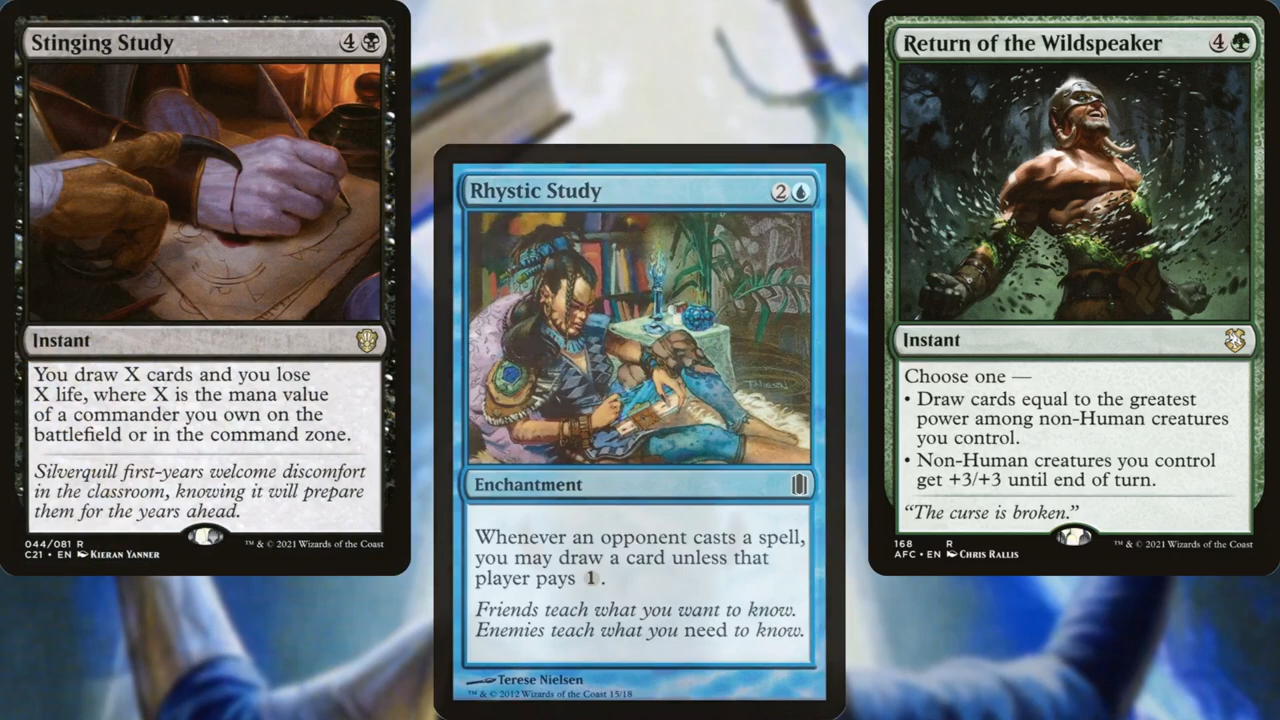 Stinging Study 4
Instant
You draw X cards and you lose
X life, where X is the mana value
of a commander you own on the
battlefield or in the command zone.
Silverquill first-years welcome discomfort
in the classroom, knowing it will prepare
them for the years ahead.
044/081 R
C21 • EN Kieran Yanner
™ & © 2021 Wizards of the Coast
Rhystic Study 2
T. Nielsen
Enchantment
Whenever an opponent casts a spell,
you may draw a card unless that
player pays 1.
Friends teach what you want to know.
Enemies teach what you need to know.
Terese Nielsen
™ & © 2012 Wizards of the Coast 15/18
Return of the Wildspeaker 4
Instant
Choose one —
• Draw cards equal to the greatest
power among non-Human creatures
you control.
• Non-Human creatures you control
get +3/+3 until end of turn.
“The curse is broken.”
168 R
AFC • EN Chris Rallis
™ & © 2021 Wizards of the Coast